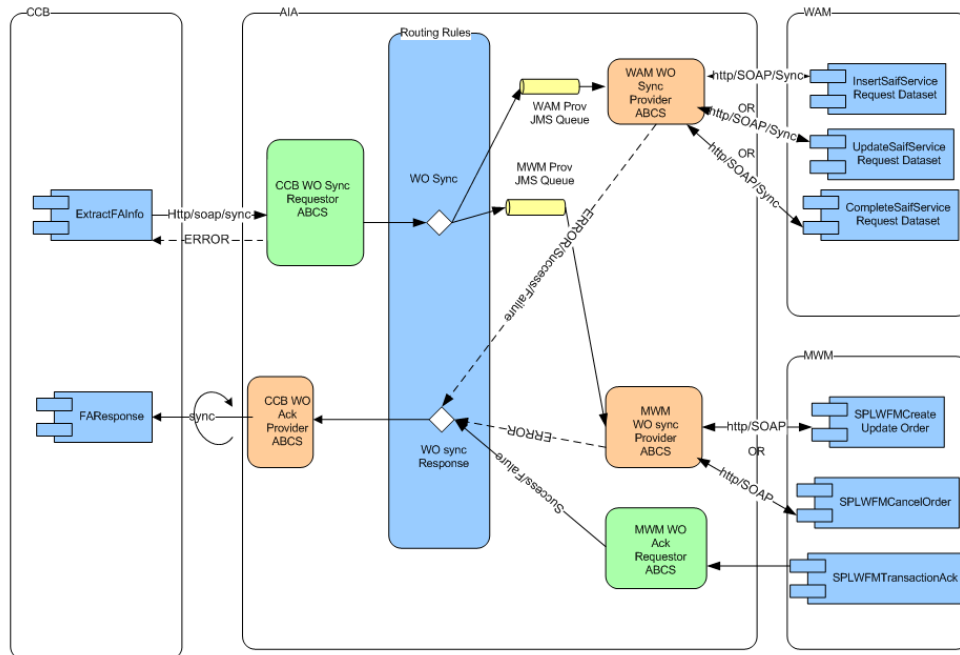 CCB
AIA
WAM
Routing Rules
WAM Prov
JMS Queue
WAM WO
Sync
Provider
ABCS
http/SOAP/Sync
InsertSaifService
Request Dataset
OR
http/SOAP/Sync
UpdateSaifService
Request Dataset
OR
http/SOAP/Sync
CompleteSaifService
Request Dataset
MWM Prov
JMS Queue
WO Sync
CCB WO Sync
Requestor
ABCS
ExtractFAInfo
Http/soap/sync
ERROR
ERROR/Success/Failure
MWM
FAResponse
sync
CCB WO
Ack
Provider
ABCS
WO sync
Response
ERROR
MWM
WO sync
Provider
ABCS
http/SOAP
SPLWFMCreate
Update Order
OR
http/SOAP
SPLWFMCancelOrder
Success/Failure
MWM WO
Ack
Requestor
ABCS
SPLWFMTransactionAck